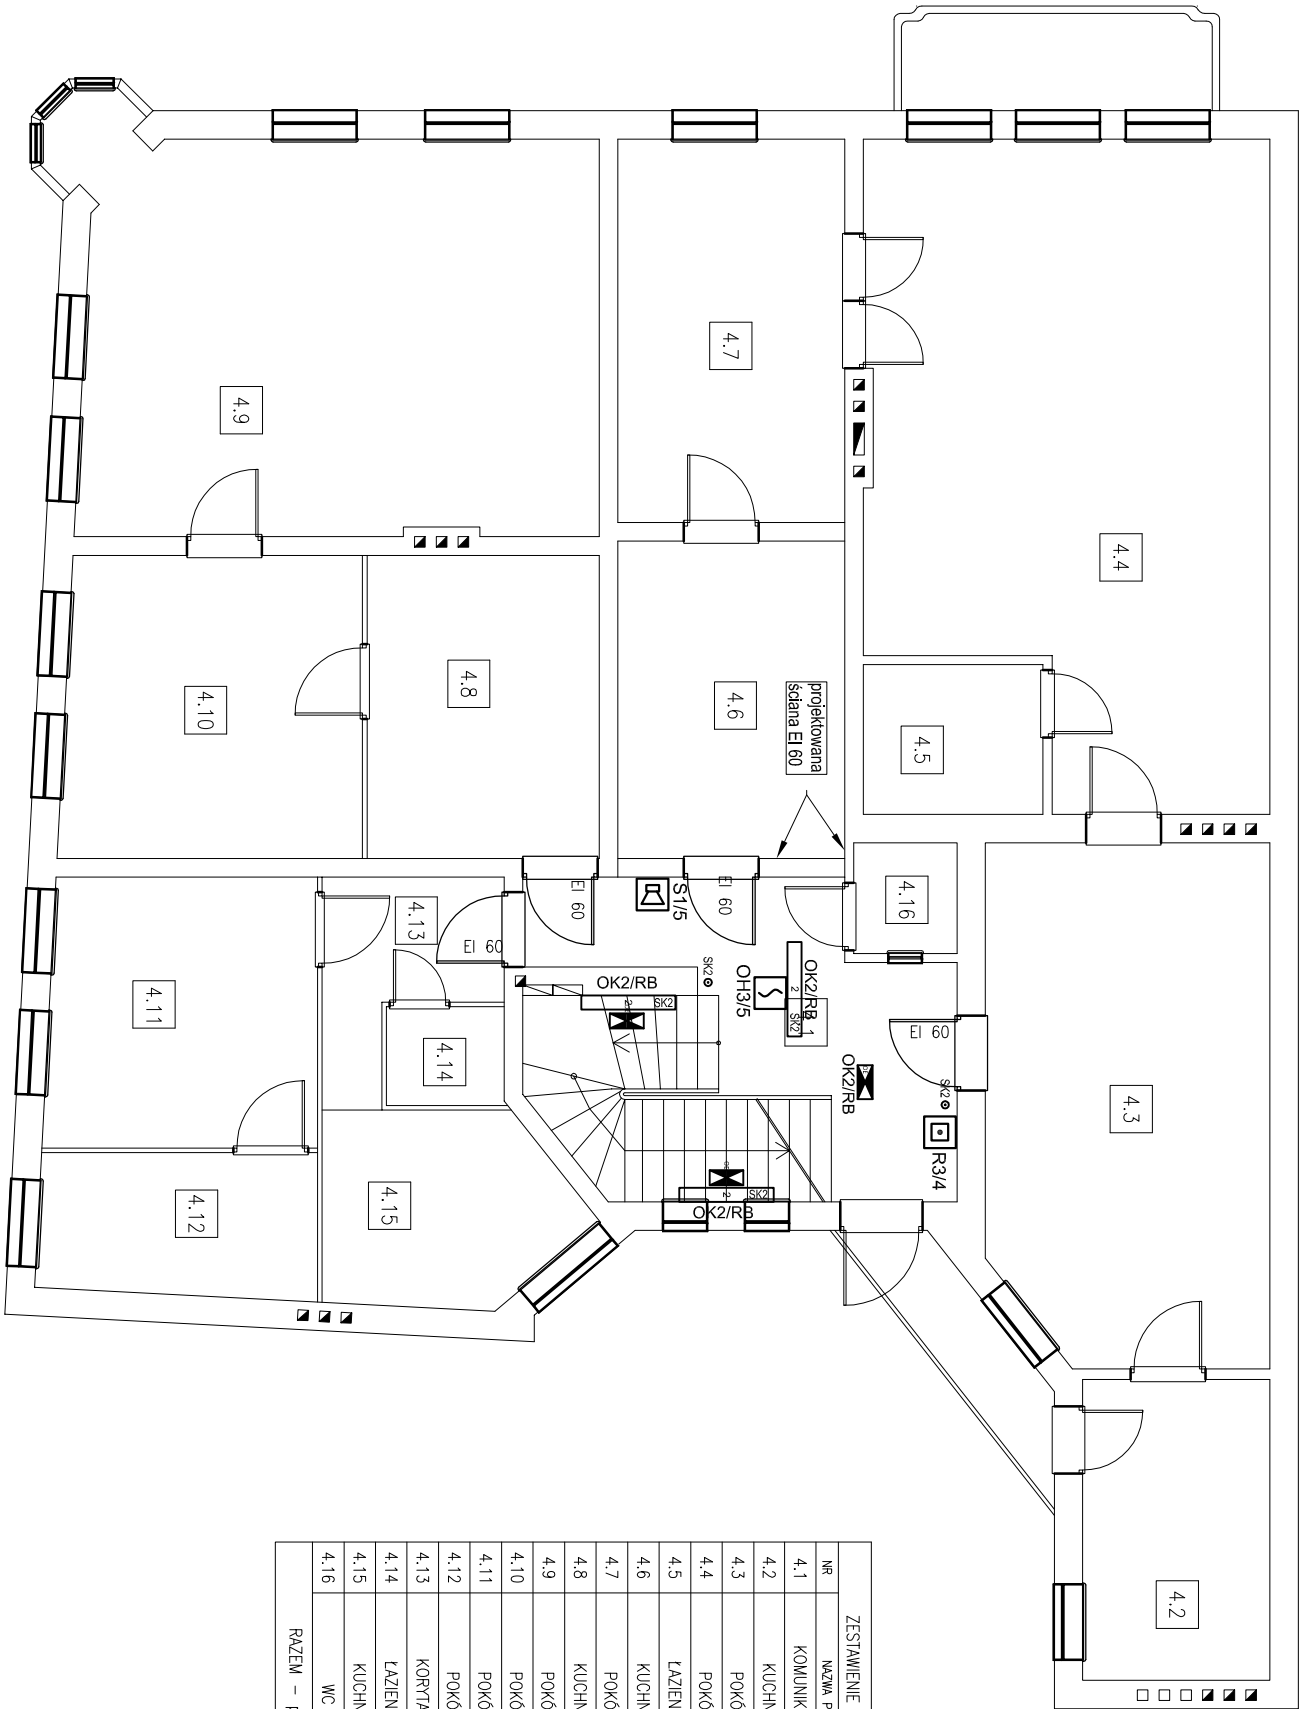 4.4
4.7
4.9
4.5
4.6
projektowana
ściana EI 60
4.8
4.10
4.16
EI 60
S1/5
EI 60
4.13
EI 60
4.11
SK2
OH3/5
OK2/RB
2
SK2
OK2/RB
2
SK2
4.14
EI 60
OK2/RB
SK2
R3/4
4.3
4.15
4.12
2
SK2
OK2/RB
4.2
ZESTAWIENIE
NR NAZWA P
4.1 KOMUNIK
4.2 KUCHN
4.3 POKÓ
4.4 POKÓ
4.5 ŁAZIEN
4.6 KUCHN
4.7 POKÓ
4.8 KUCHN
4.9 POKÓ
4.10 POKÓ
4.11 POKÓ
4.12 POKÓ
4.13 KORYTA
4.14 ŁAZIEN
4.15 KUCHN
4.16 WC
RAZEM - P